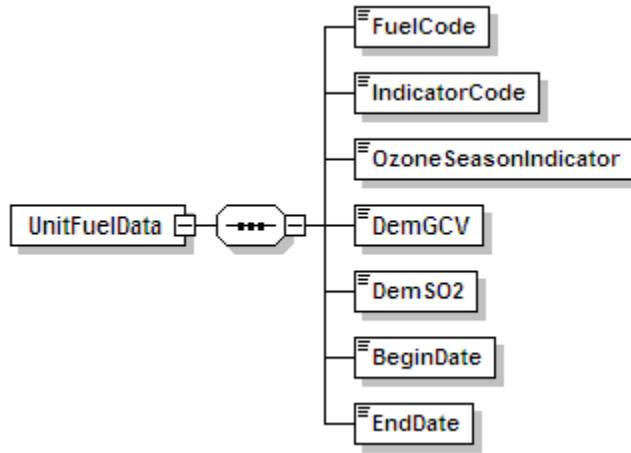 FuelCode
IndicatorCode
OzoneSeasonIndicator
UnitFuelData
DemGCV
DemSO2
BeginDate
EndDate